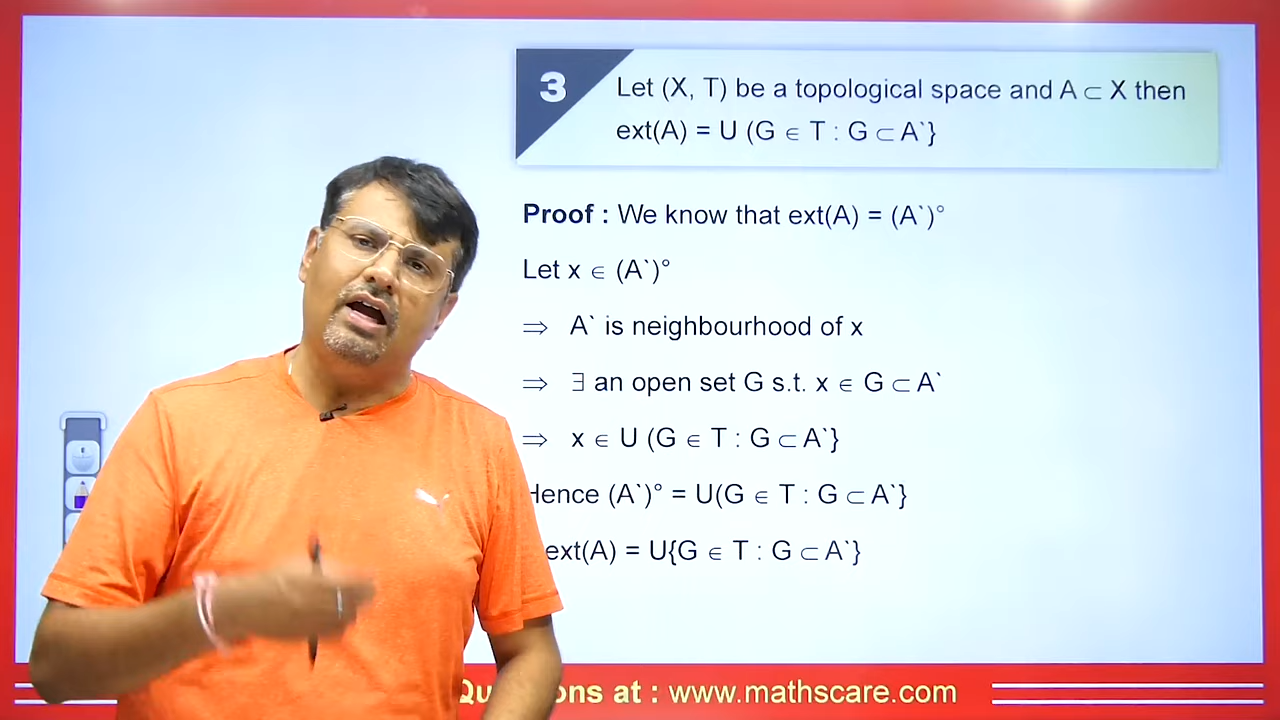 3
Let (X, T) be a topological space and A ⊂ X then
ext(A) = U (G ∈ T : G ⊂ A`}
Proof : We know that ext(A) = (A`)°
Let x ∈ (A`)°
⇒ A` is neighbourhood of x
⇒ ∃ an open set G s.t. x ∈ G ⊂ A`
⇒ x ∈ U (G ∈ T : G ⊂ A`}
Hence (A`)° = U(G ∈ T : G ⊂ A`}
ext(A) = U{G ∈ T : G ⊂ A`}
at : www.mathscare.com